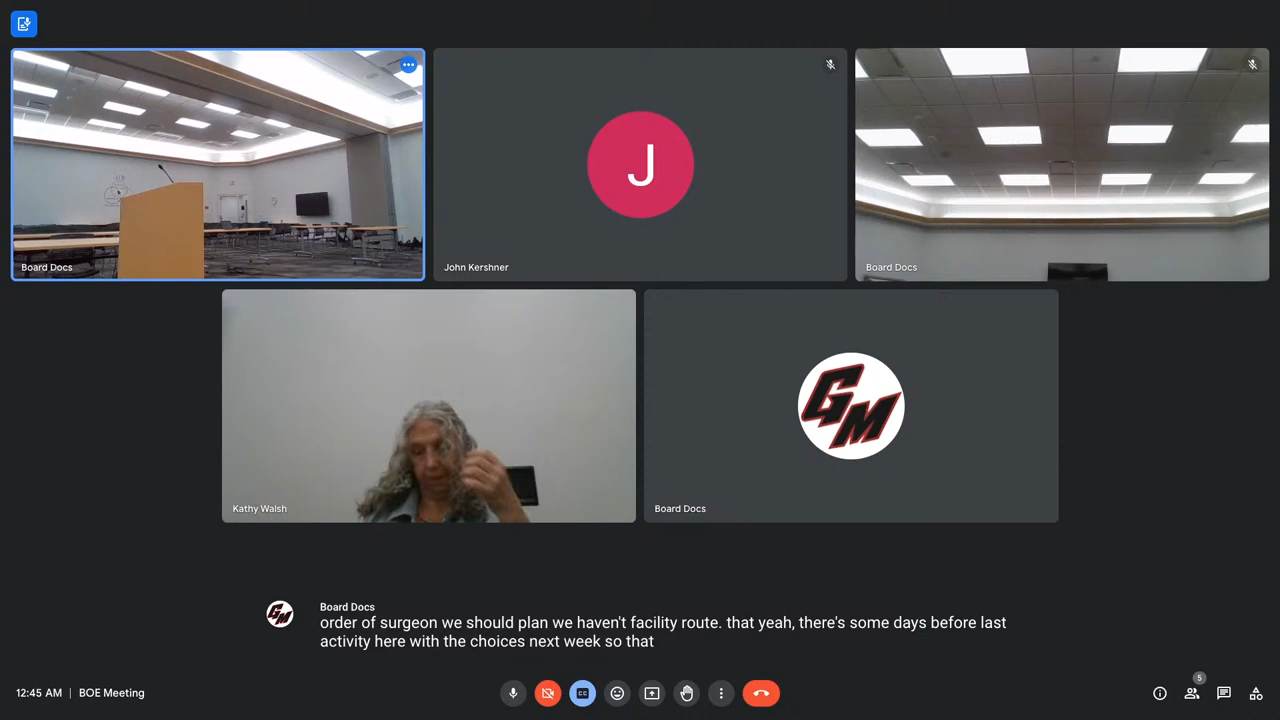 Board Docs
J
John Kershner
Board Docs
Kathy Walsh
GM
Board Docs
GM
Board Docs
order of surgeon we should plan we haven't facility route. that yeah, there's some days before last
activity here with the choices next week so that
12:45 AM | BOE Meeting
CC
5